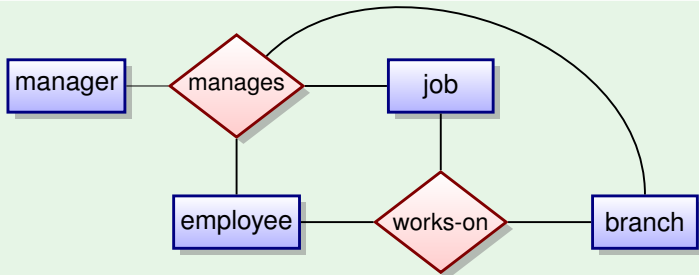 manager
manages
job
employee
works-on
branch